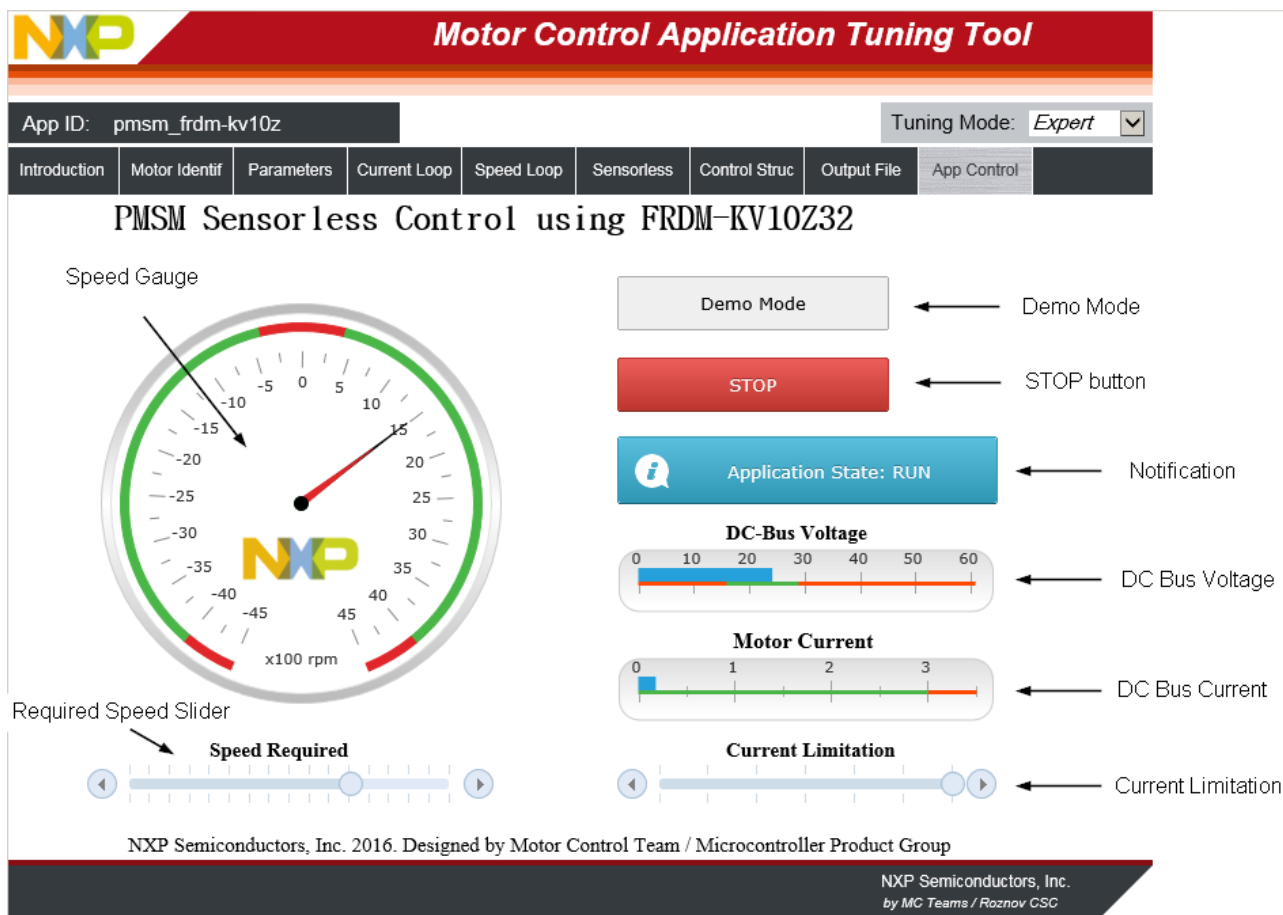 NXP
Motor Control Application Tuning Tool
App ID: pmsm_frdm-kv10z
Tuning Mode: Expert
Introduction
Motor Identif
Parameters
Current Loop
Speed Loop
Sensorless
Control Struc
Output File
App Control
PMSM Sensorless Control using FRDM-KV10Z32
Speed Gauge
-45
-40
-35
-30
-25
-20
-15
-10
-5
0
5
10
15
20
25
30
35
40
45
NXP
x100 rpm
Demo Mode
Demo Mode
STOP
STOP button
Application State: RUN
Notification
DC-Bus Voltage
0 10 20 30 40 50 60
DC Bus Voltage
Motor Current
0 1 2 3
DC Bus Current
Required Speed Slider
Speed Required
Current Limitation
Current Limitation
NXP Semiconductors, Inc. 2016. Designed by Motor Control Team / Microcontroller Product Group
NXP Semiconductors, Inc.
by MC Teams / Roznov CSC